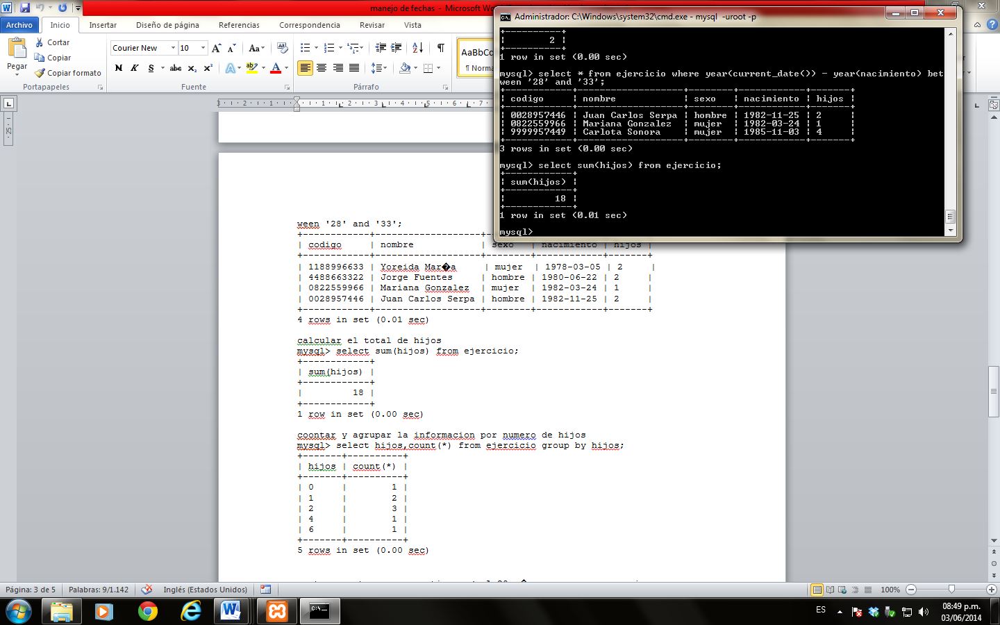 manejo de fechas - Microsoft Wo
Archivo Inicio Insertar Diseño de página Referencias Correspondencia Revisar Vista
Pegar
Cortar
Copiar
Copiar formato
Portapapeles
Courier New 10
N K S abc x₂ x² A
Fuente
Párrafo
AaBbCc
¶ Norma
3 2 1 1 2 3 4 5 6 7
25
Administrador: C:\Windows\system32\cmd.exe - mysql -uroot -p
+-----------+
¦ 2 ¦
+-----------+
1 row in set (0.00 sec)
mysql> select * from ejercicio where year(current_date()) - year(nacimiento) bet
ween '28' and '33';
+------------+-------------------+--------+------------+-------+
¦ codigo ¦ nombre ¦ sexo ¦ nacimiento ¦ hijos ¦
+------------+-------------------+--------+------------+-------+
¦ 0028957446 ¦ Juan Carlos Serpa ¦ hombre ¦ 1982-11-25 ¦ 2 ¦
¦ 0822559966 ¦ Mariana Gonzalez ¦ mujer ¦ 1982-03-24 ¦ 1 ¦
¦ 9999957449 ¦ Carlota Sonora ¦ mujer ¦ 1985-11-03 ¦ 4 ¦
+------------+-------------------+--------+------------+-------+
3 rows in set (0.00 sec)
mysql> select sum(hijos) from ejercicio;
+------------+
¦ sum(hijos) ¦
+------------+
¦ 18 ¦
+------------+
1 row in set (0.01 sec)
mysql>
ween '28' and '33';
+------------+-------------------+
| codigo | nombre | sexo | nacimiento | hijos |
+------------+-------------------+--------+------------+-------+
| 1188996633 | Yoreida Mar�a | mujer | 1978-03-05 | 2 |
| 4488663322 | Jorge Fuentes | hombre | 1980-06-22 | 2 |
| 0822559966 | Mariana Gonzalez | mujer | 1982-03-24 | 1 |
| 0028957446 | Juan Carlos Serpa | hombre | 1982-11-25 | 2 |
+------------+-------------------+--------+------------+-------+
4 rows in set (0.01 sec)
calcular el total de hijos
mysql> select sum(hijos) from ejercicio;
+------------+
| sum(hijos) |
+------------+
| 18 |
+------------+
1 row in set (0.00 sec)
coontar y agrupar la informacion por numero de hijos
mysql> select hijos,count(*) from ejercicio group by hijos;
+-------+----------+
| hijos | count(*) |
+-------+----------+
| 0 | 1 |
| 1 | 2 |
| 2 | 3 |
| 4 | 1 |
| 6 | 1 |
+-------+----------+
5 rows in set (0.00 sec)
Página: 3 de 5 Palabras: 9/1.142 Inglés (Estados Unidos) 100%
ES
08:49 p.m.
03/06/2014